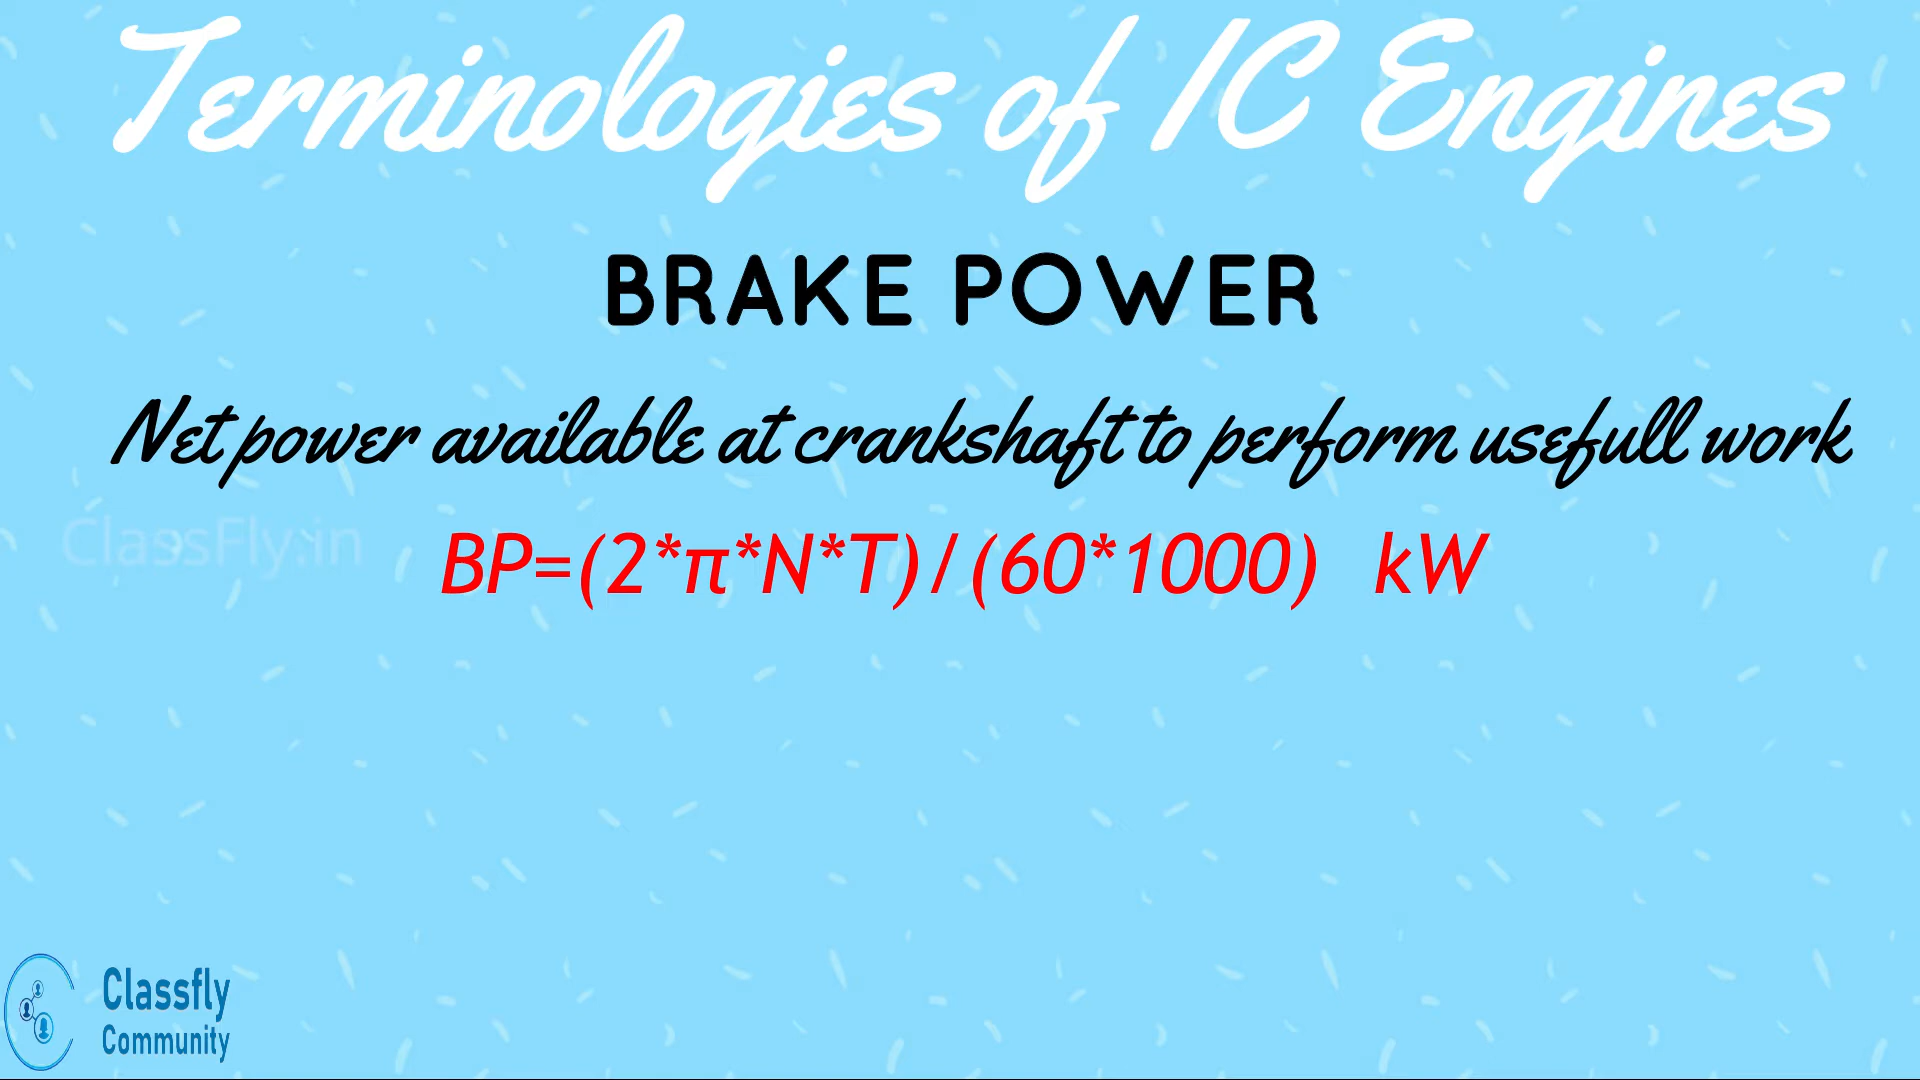 Terminologies of IC Engines
BRAKE POWER
Net power available at crankshaft to perform usefull work
ClassFly.in
BP=(2*π*N*T)/(60*1000) kW
Classfly
Community